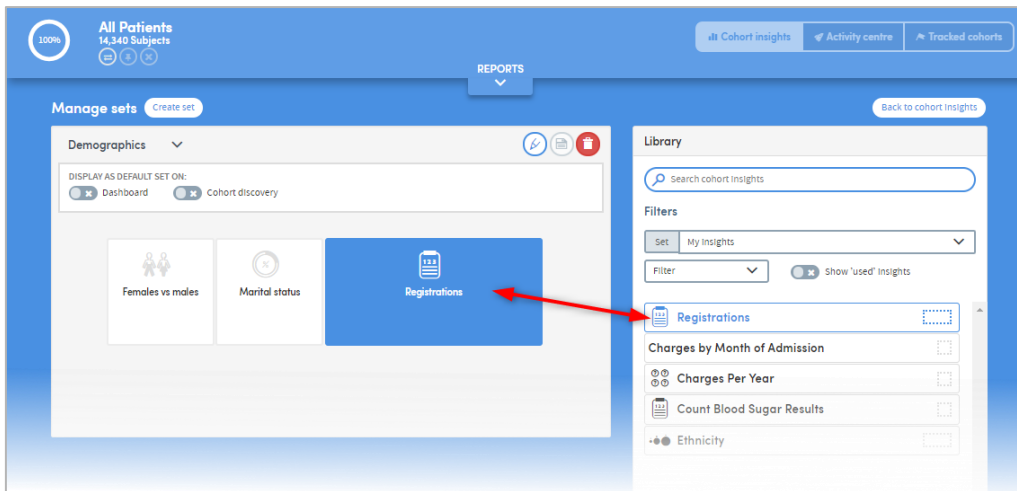 100%
All Patients
14,340 Subjects
Cohort insights
Activity centre
Tracked cohorts
REPORTS
Manage sets
Create set
Back to cohort insights
Demographics
DISPLAY AS DEFAULT SET ON:
Dashboard
Cohort discovery
Females vs males
Marital status
123
Registrations
Library
Search cohort insights
Filters
Set
My insights
Filter
Show 'used' insights
123
Registrations
Charges by Month of Admission
Charges Per Year
123
Count Blood Sugar Results
Ethnicity